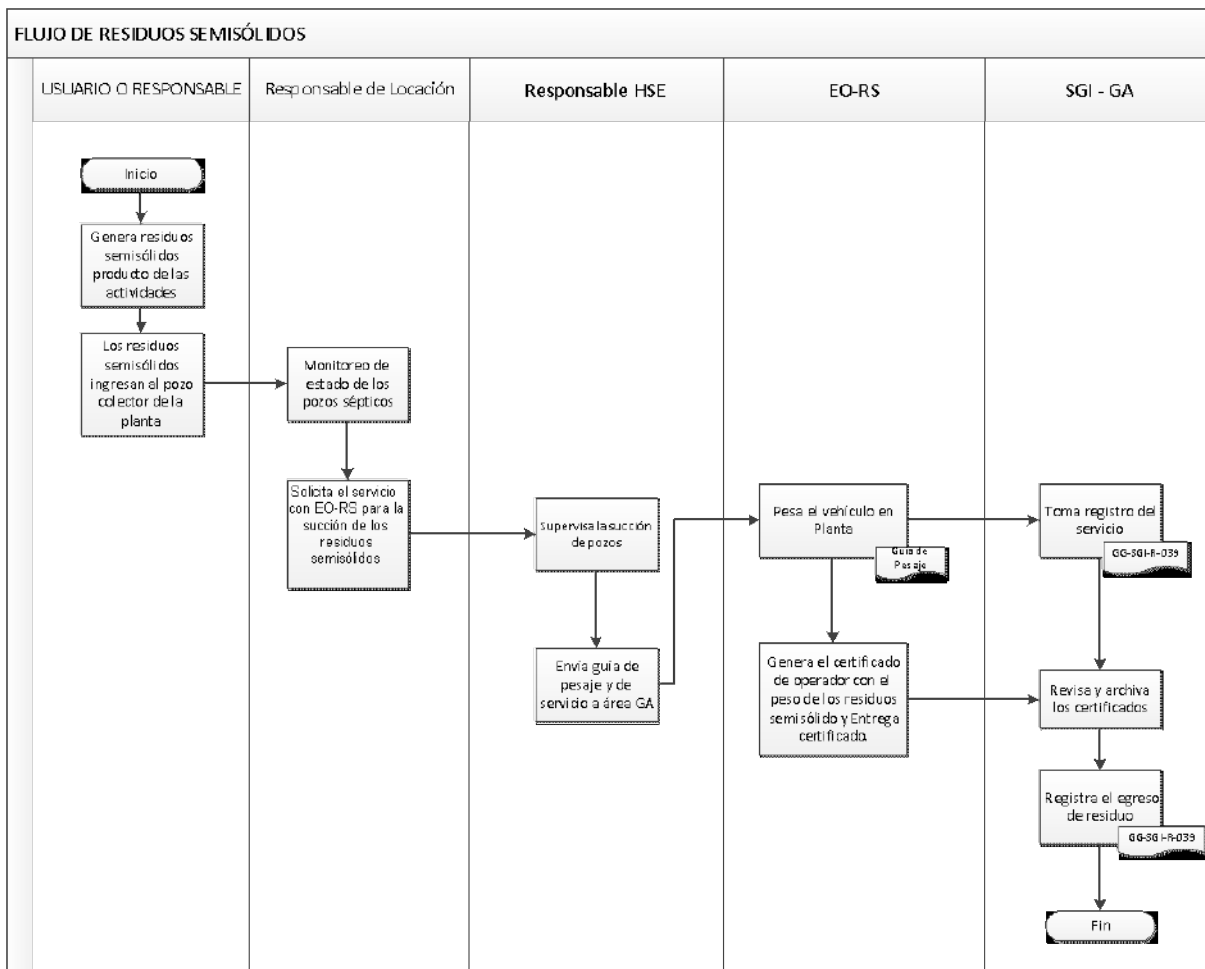 FLUJO DE RESIDUOS SEMISÓLIDOS
USUARIO O RESPONSABLE
Responsable de Locación
Responsable HSE
EO-RS
SGI - GA
Inicio
Genera residuos
semisólidos
producto de las
actividades
Los residuos
semisólidos
ingresan al pozo
colector de la
planta
Monitoreo de
estado de los
pozos sépticos
Solicita el servicio
con EO-RS para la
succión de los
residuos
semisólidos
Supervisa la succión
de pozos
Envía guía de
pesaje y de
servicio a área GA
Pesa el vehículo en
Planta
Guía de
Pesaje
Genera el certificado
de operador con el
peso de los residuos
semisólido y Entrega
certificado.
Toma registro del
servicio
GG-SGI-R-039
Revisa y archiva
los certificados
Registra el egreso
de residuo
GG-SGI-R-039
Fin